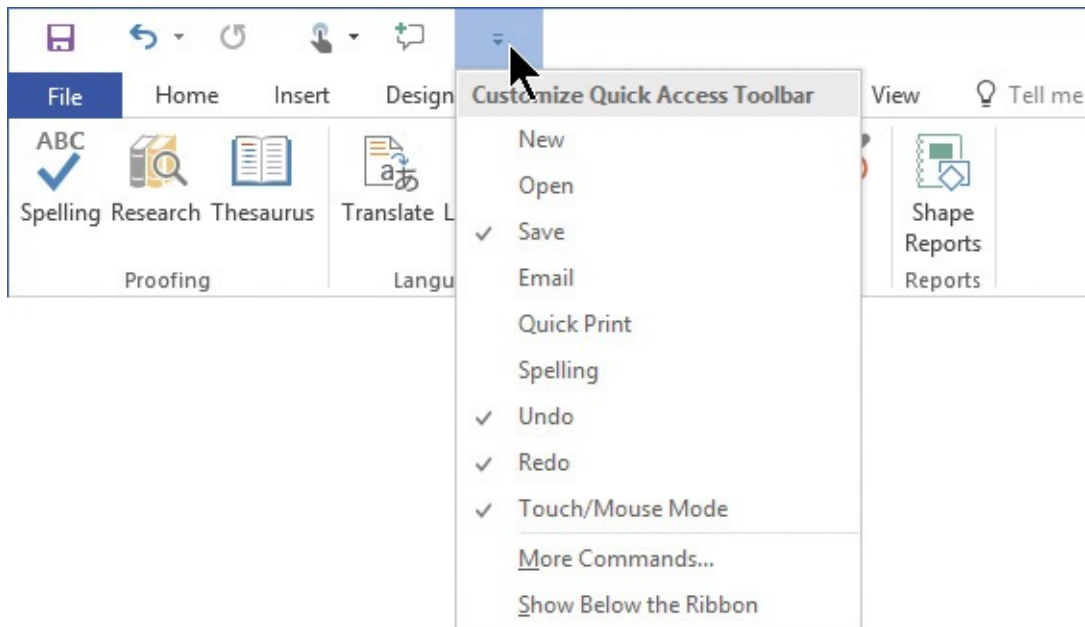 File Home Insert Design Customize Quick Access Toolbar View Tell me
ABC
Spelling Research Thesaurus Translate L Shape Reports
Proofing Langu Reports
New
Open
Save
Email
Quick Print
Spelling
Undo
Redo
Touch/Mouse Mode
More Commands...
Show Below the Ribbon